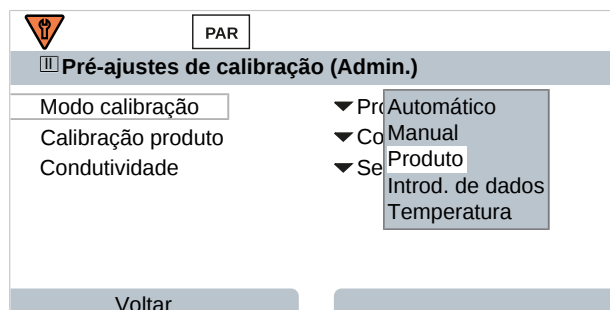 PAR
II Pré-ajustes de calibração (Admin.)
Modo calibração Pro Automático
Calibração produto Co Manual
Condutividade Se Produto
Introd. de dados
Temperatura
Voltar